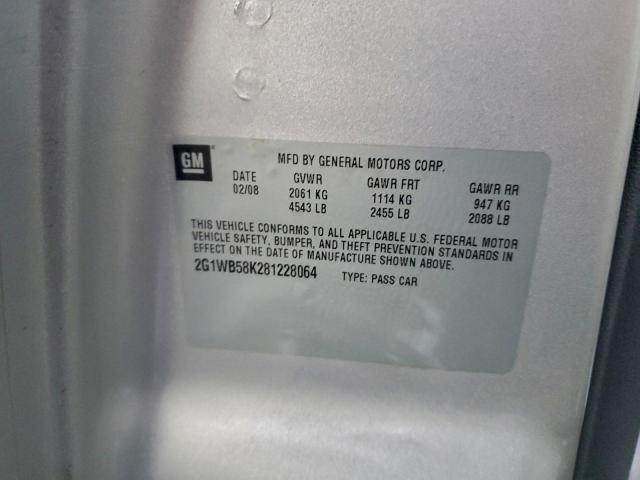 GM
MFD BY GENERAL MOTORS CORP.
DATE GVWR GAWR FRT GAWR RR
02/08 2061 KG 1114 KG 947 KG
4543 LB 2455 LB 2088 LB
THIS VEHICLE CONFORMS TO ALL APPLICABLE U.S. FEDERAL MOTOR
VEHICLE SAFETY, BUMPER, AND THEFT PREVENTION STANDARDS IN
EFFECT ON THE DATE OF MANUFACTURE SHOWN ABOVE.
2G1WB58K281228064 TYPE: PASS CAR